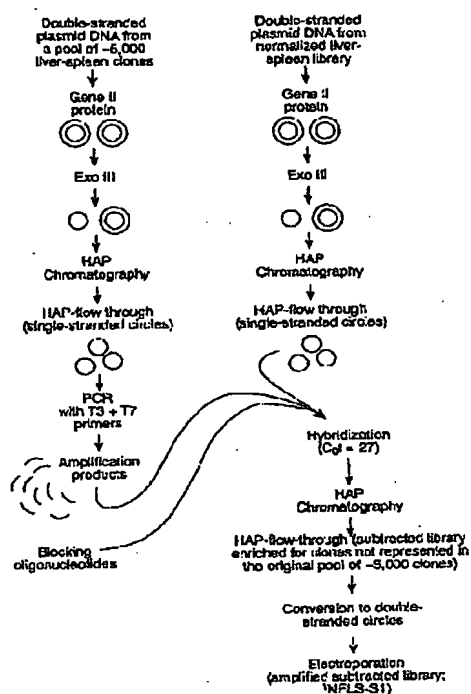 Double-stranded
plasmid DNA from
a pool of ~5,000
liver-spleen clones
Gene II
protein
Exo III
HAP
Chromatography
HAP-flow through
(single-stranded circles)
PCR
with T3 + T7
primers
Amplification
products
Blocking
oligonucleotides
Double-stranded
plasmid DNA from
normalized liver-
spleen library
Gene II
protein
Exo III
HAP
Chromatography
HAP-flow through
(single-stranded circles)
Hybridization
(C₀t = 27)
HAP
Chromatography
HAP-flow-through (subtracted library
enriched for clones not represented in
the original pool of ~5,000 clones)
Conversion to double-
stranded circles
Electroporation
(amplified subtracted library;
NFLS-S1)